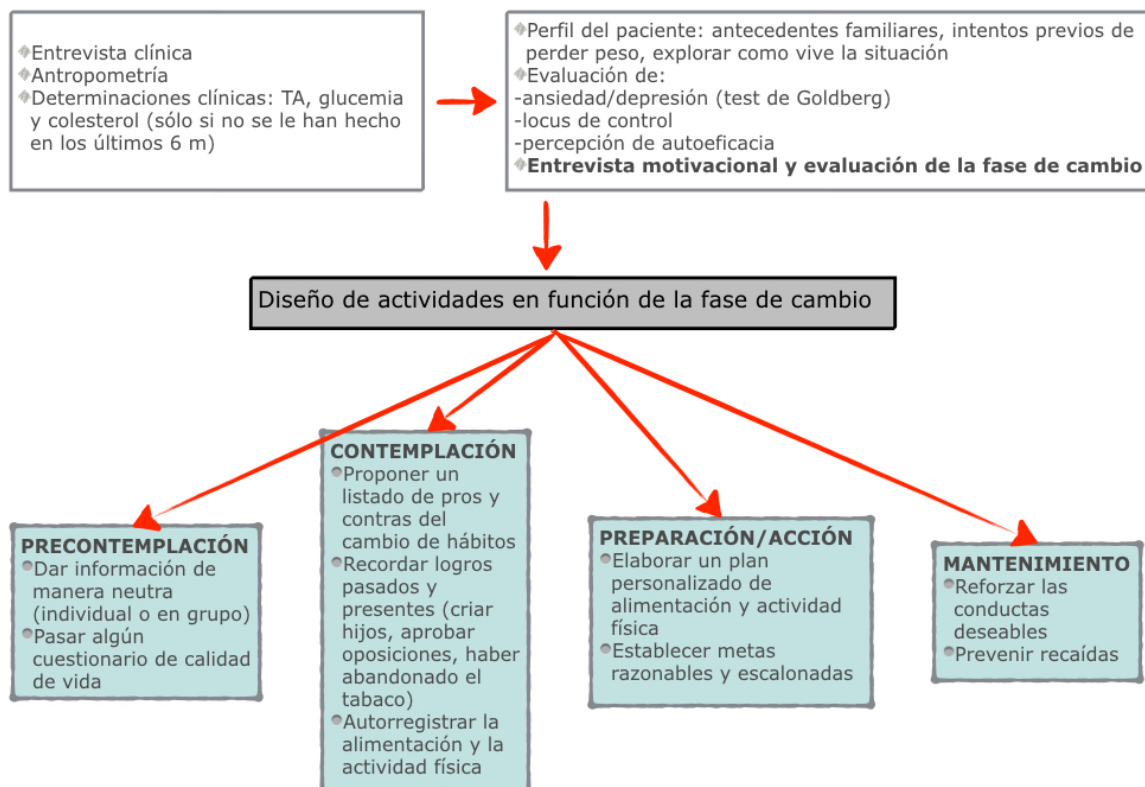 Entrevista clínica
Antropometría
Determinaciones clínicas: TA, glucemia
y colesterol (sólo si no se le han hecho
en los últimos 6 m)
Perfil del paciente: antecedentes familiares, intentos previos de
perder peso, explorar como vive la situación
Evaluación de:
-ansiedad/depresión (test de Goldberg)
-locus de control
-percepción de autoeficacia
Entrevista motivacional y evaluación de la fase de cambio
Diseño de actividades en función de la fase de cambio
PRECONTEMPLACIÓN
Dar información de
manera neutra
(individual o en grupo)
Pasar algún
cuestionario de calidad
de vida
CONTEMPLACIÓN
Proponer un
listado de pros y
contras del
cambio de hábitos
Recordar logros
pasados y
presentes (criar
hijos, aprobar
oposiciones, haber
abandonado el
tabaco)
Autorregistrar la
alimentación y la
actividad física
PREPARACIÓN/ACCIÓN
Elaborar un plan
personalizado de
alimentación y actividad
física
Establecer metas
razonables y escalonadas
MANTENIMIENTO
Reforzar las
conductas
deseables
Prevenir recaídas